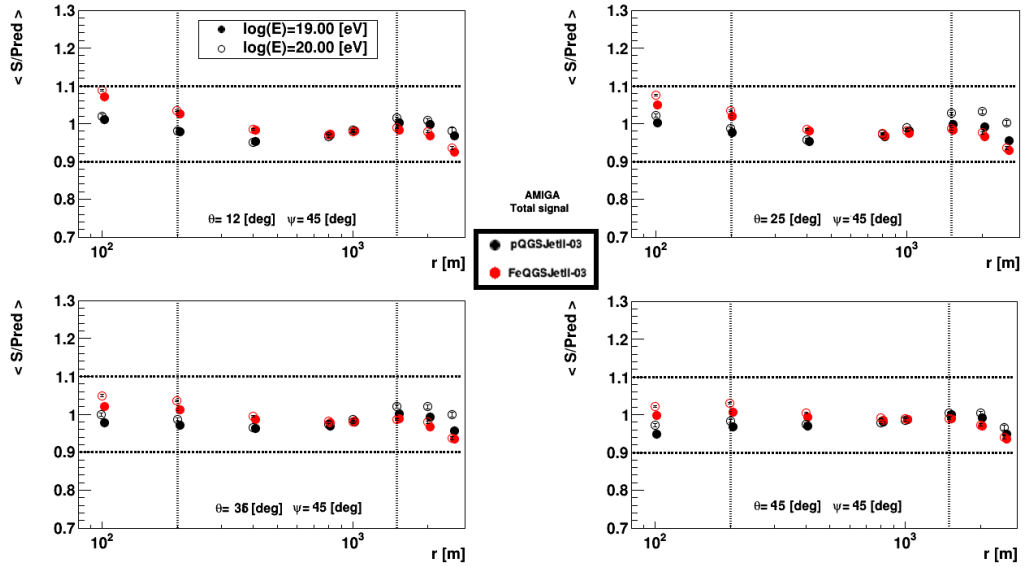 < S/Pred >
1.3
1.2
1.1
1
0.9
0.8
0.7
log(E)=19.00 [eV]
log(E)=20.00 [eV]
θ= 12 [deg] ψ= 45 [deg]
10²
10³
r [m]
< S/Pred >
1.3
1.2
1.1
1
0.9
0.8
0.7
θ= 25 [deg] ψ= 45 [deg]
10²
10³
r [m]
AMIGA
Total signal
pQGSJetII-03
FeQGSJetII-03
< S/Pred >
1.3
1.2
1.1
1
0.9
0.8
0.7
θ= 36 [deg] ψ= 45 [deg]
10²
10³
r [m]
< S/Pred >
1.3
1.2
1.1
1
0.9
0.8
0.7
θ= 45 [deg] ψ= 45 [deg]
10²
10³
r [m]